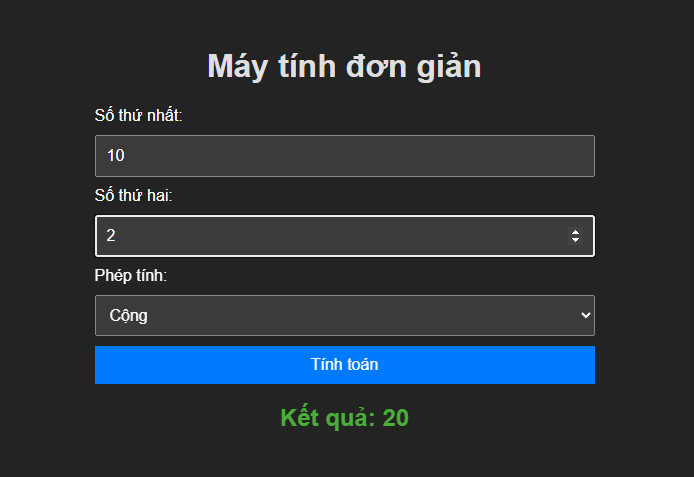 Máy tính đơn giản
Số thứ nhất:
10
Số thứ hai:
2
Phép tính:
Cộng
Tính toán
Kết quả: 20